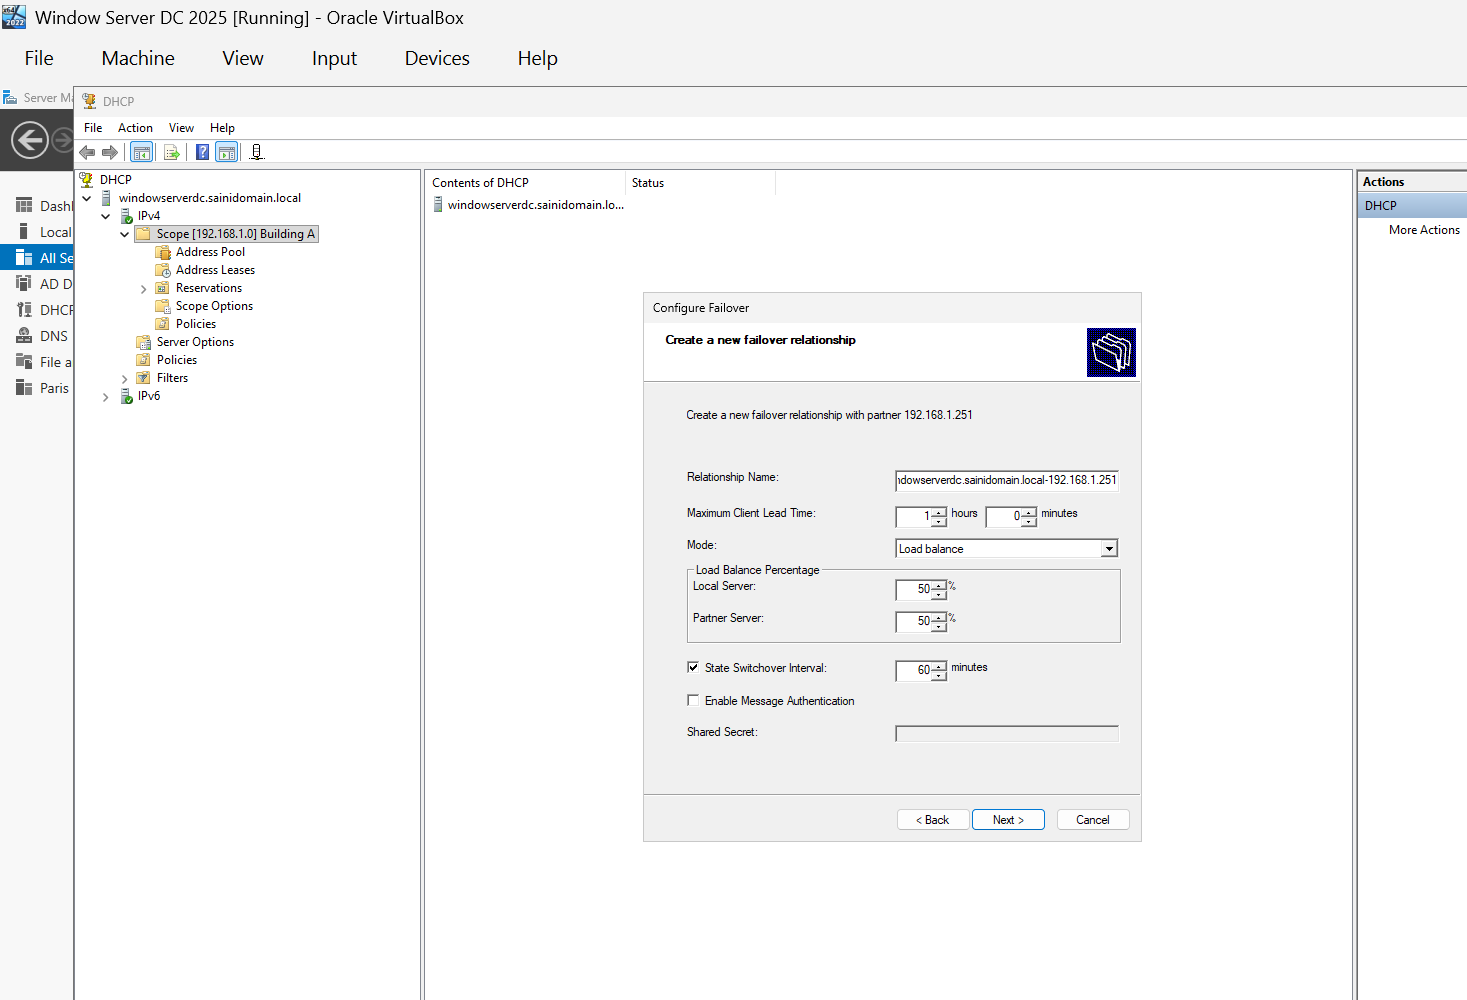 Window Server DC 2025 [Running] - Oracle VirtualBox
File Machine View Input Devices Help
Server Ma
DHCP
File Action View Help
Dashl
Local
All Se
AD D
DHCP
DNS
File a
Paris
DHCP
windowserverdc.sainidomain.local
IPv4
Scope [192.168.1.0] Building A
Address Pool
Address Leases
Reservations
Scope Options
Policies
Server Options
Policies
Filters
IPv6
Contents of DHCP Status
windowserverdc.sainidomain.lo...
Actions
DHCP
More Actions
Configure Failover
Create a new failover relationship
Create a new failover relationship with partner 192.168.1.251
Relationship Name: ndowserverdc.sainidomain.local-192.168.1.251
Maximum Client Lead Time: 1 hours 0 minutes
Mode: Load balance
Load Balance Percentage
Local Server: 50 %
Partner Server: 50 %
State Switchover Interval: 60 minutes
Enable Message Authentication
Shared Secret:
< Back Next > Cancel